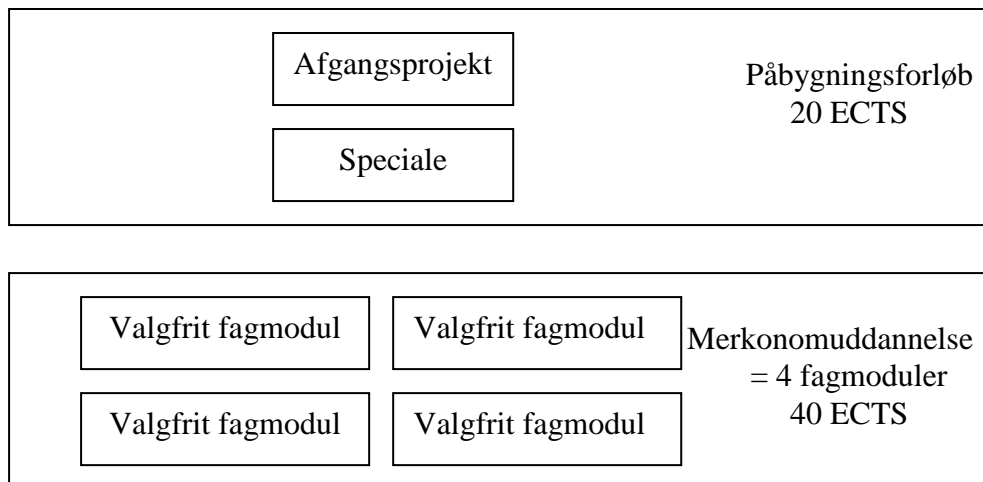 Afgangsprojekt
Speciale
Påbygningsforløb
20 ECTS
Valgfrit fagmodul
Valgfrit fagmodul
Valgfrit fagmodul
Valgfrit fagmodul
Merkonomuddannelse
= 4 fagmoduler
40 ECTS